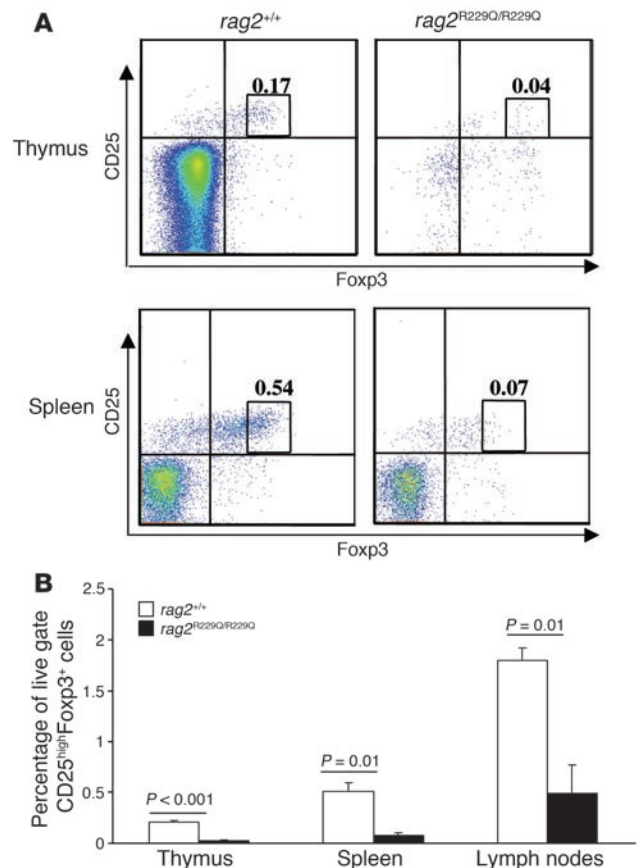 A
rag2+/+
rag2R229Q/R229Q
Thymus
CD25
0.17
0.04
Foxp3
Spleen
CD25
0.54
0.07
Foxp3
B
Percentage of live gate
CD25highFoxp3+ cells
2.5
2
1.5
1
0.5
0
rag2+/+
rag2R229Q/R229Q
P < 0.001
P = 0.01
P = 0.01
Thymus
Spleen
Lymph nodes